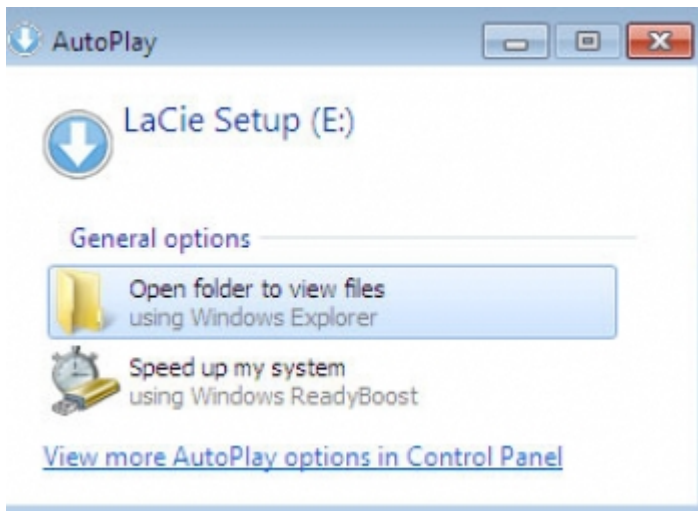 AutoPlay
LaCie Setup (E:)
General options
Open folder to view files
using Windows Explorer
Speed up my system
using Windows ReadyBoost
View more AutoPlay options in Control Panel